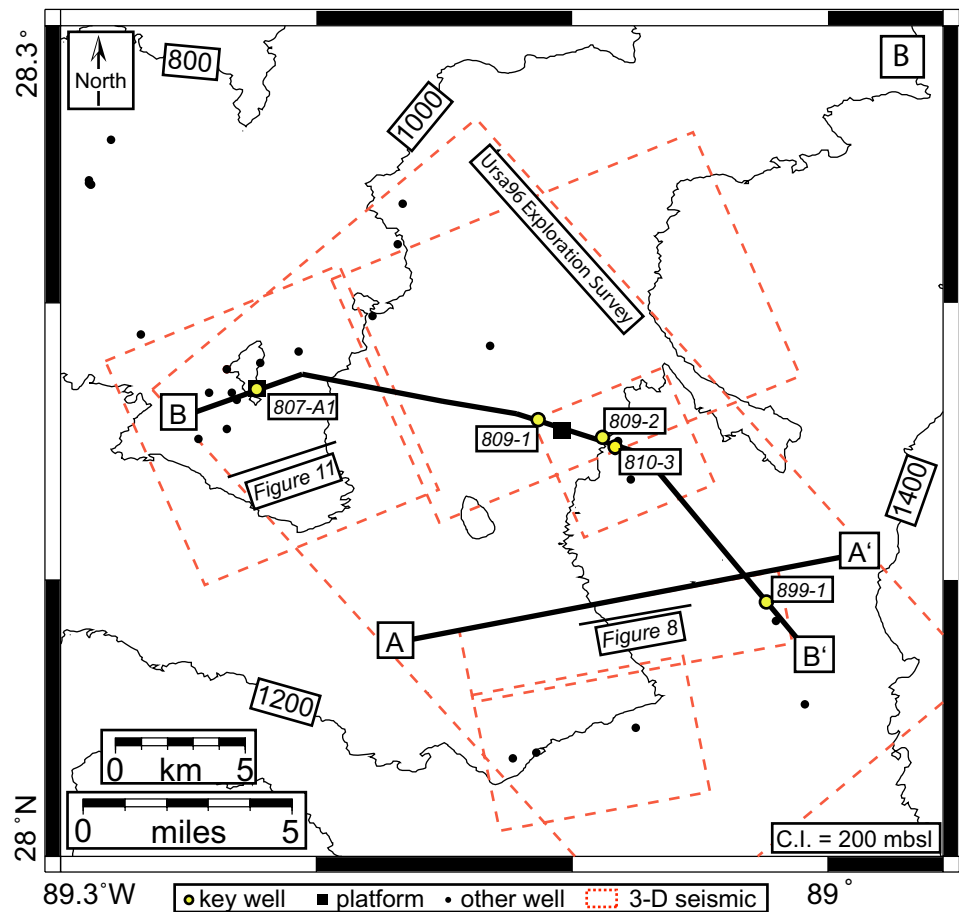 28.3°
North
800
1000
B
Ursa96 Exploration Survey
B
807-A1
809-1
809-2
810-3
Figure 11
1400
A'
899-1
A
Figure 8
B'
1200
0 km 5
0 miles 5
C.I. = 200 mbsl
28°N
89.3°W
89°
key well platform other well 3-D seismic